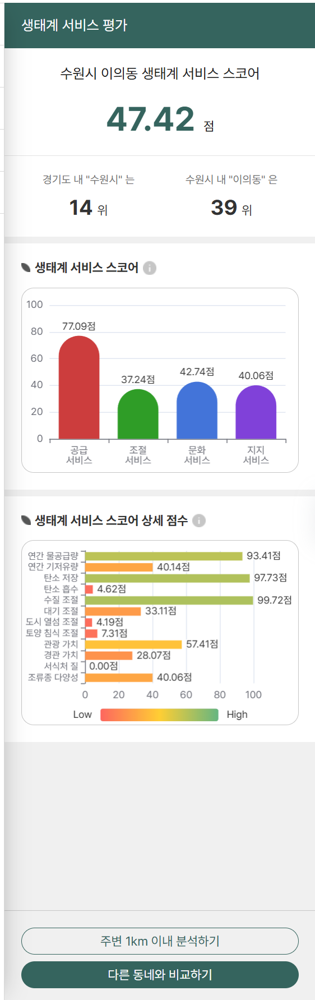 생태계 서비스 평가
수원시 이의동 생태계 서비스 스코어
47.42 점
경기도 내 "수원시" 는
14 위
수원시 내 "이의동" 은
39 위
생태계 서비스 스코어
100
80
60
40
20
0
77.09점
37.24점
42.74점
40.06점
공급
서비스
조절
서비스
문화
서비스
지지
서비스
생태계 서비스 스코어 상세 점수
연간 물공급량 93.41점
연간 기저유량 40.14점
탄소 저장 97.73점
탄소 흡수 4.62점
수질 조절 99.72점
대기 조절 33.11점
도시 열섬 조절 4.19점
토양 침식 조절 7.31점
관광 가치 57.41점
경관 가치 28.07점
서식처 질 0.00점
조류종 다양성 40.06점
0 20 40 60 80 100
Low High
주변 1km 이내 분석하기
다른 동네와 비교하기